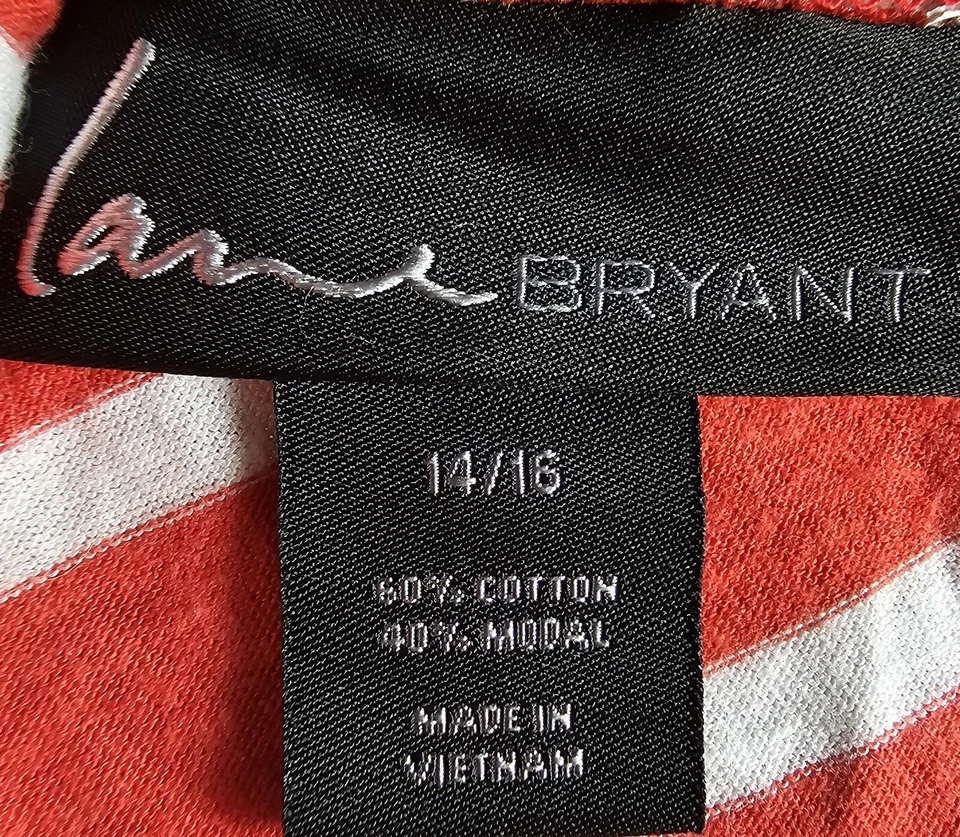 Lane BRYANT
14/16
60% COTTON
40% MODAL
MADE IN
VIETNAM